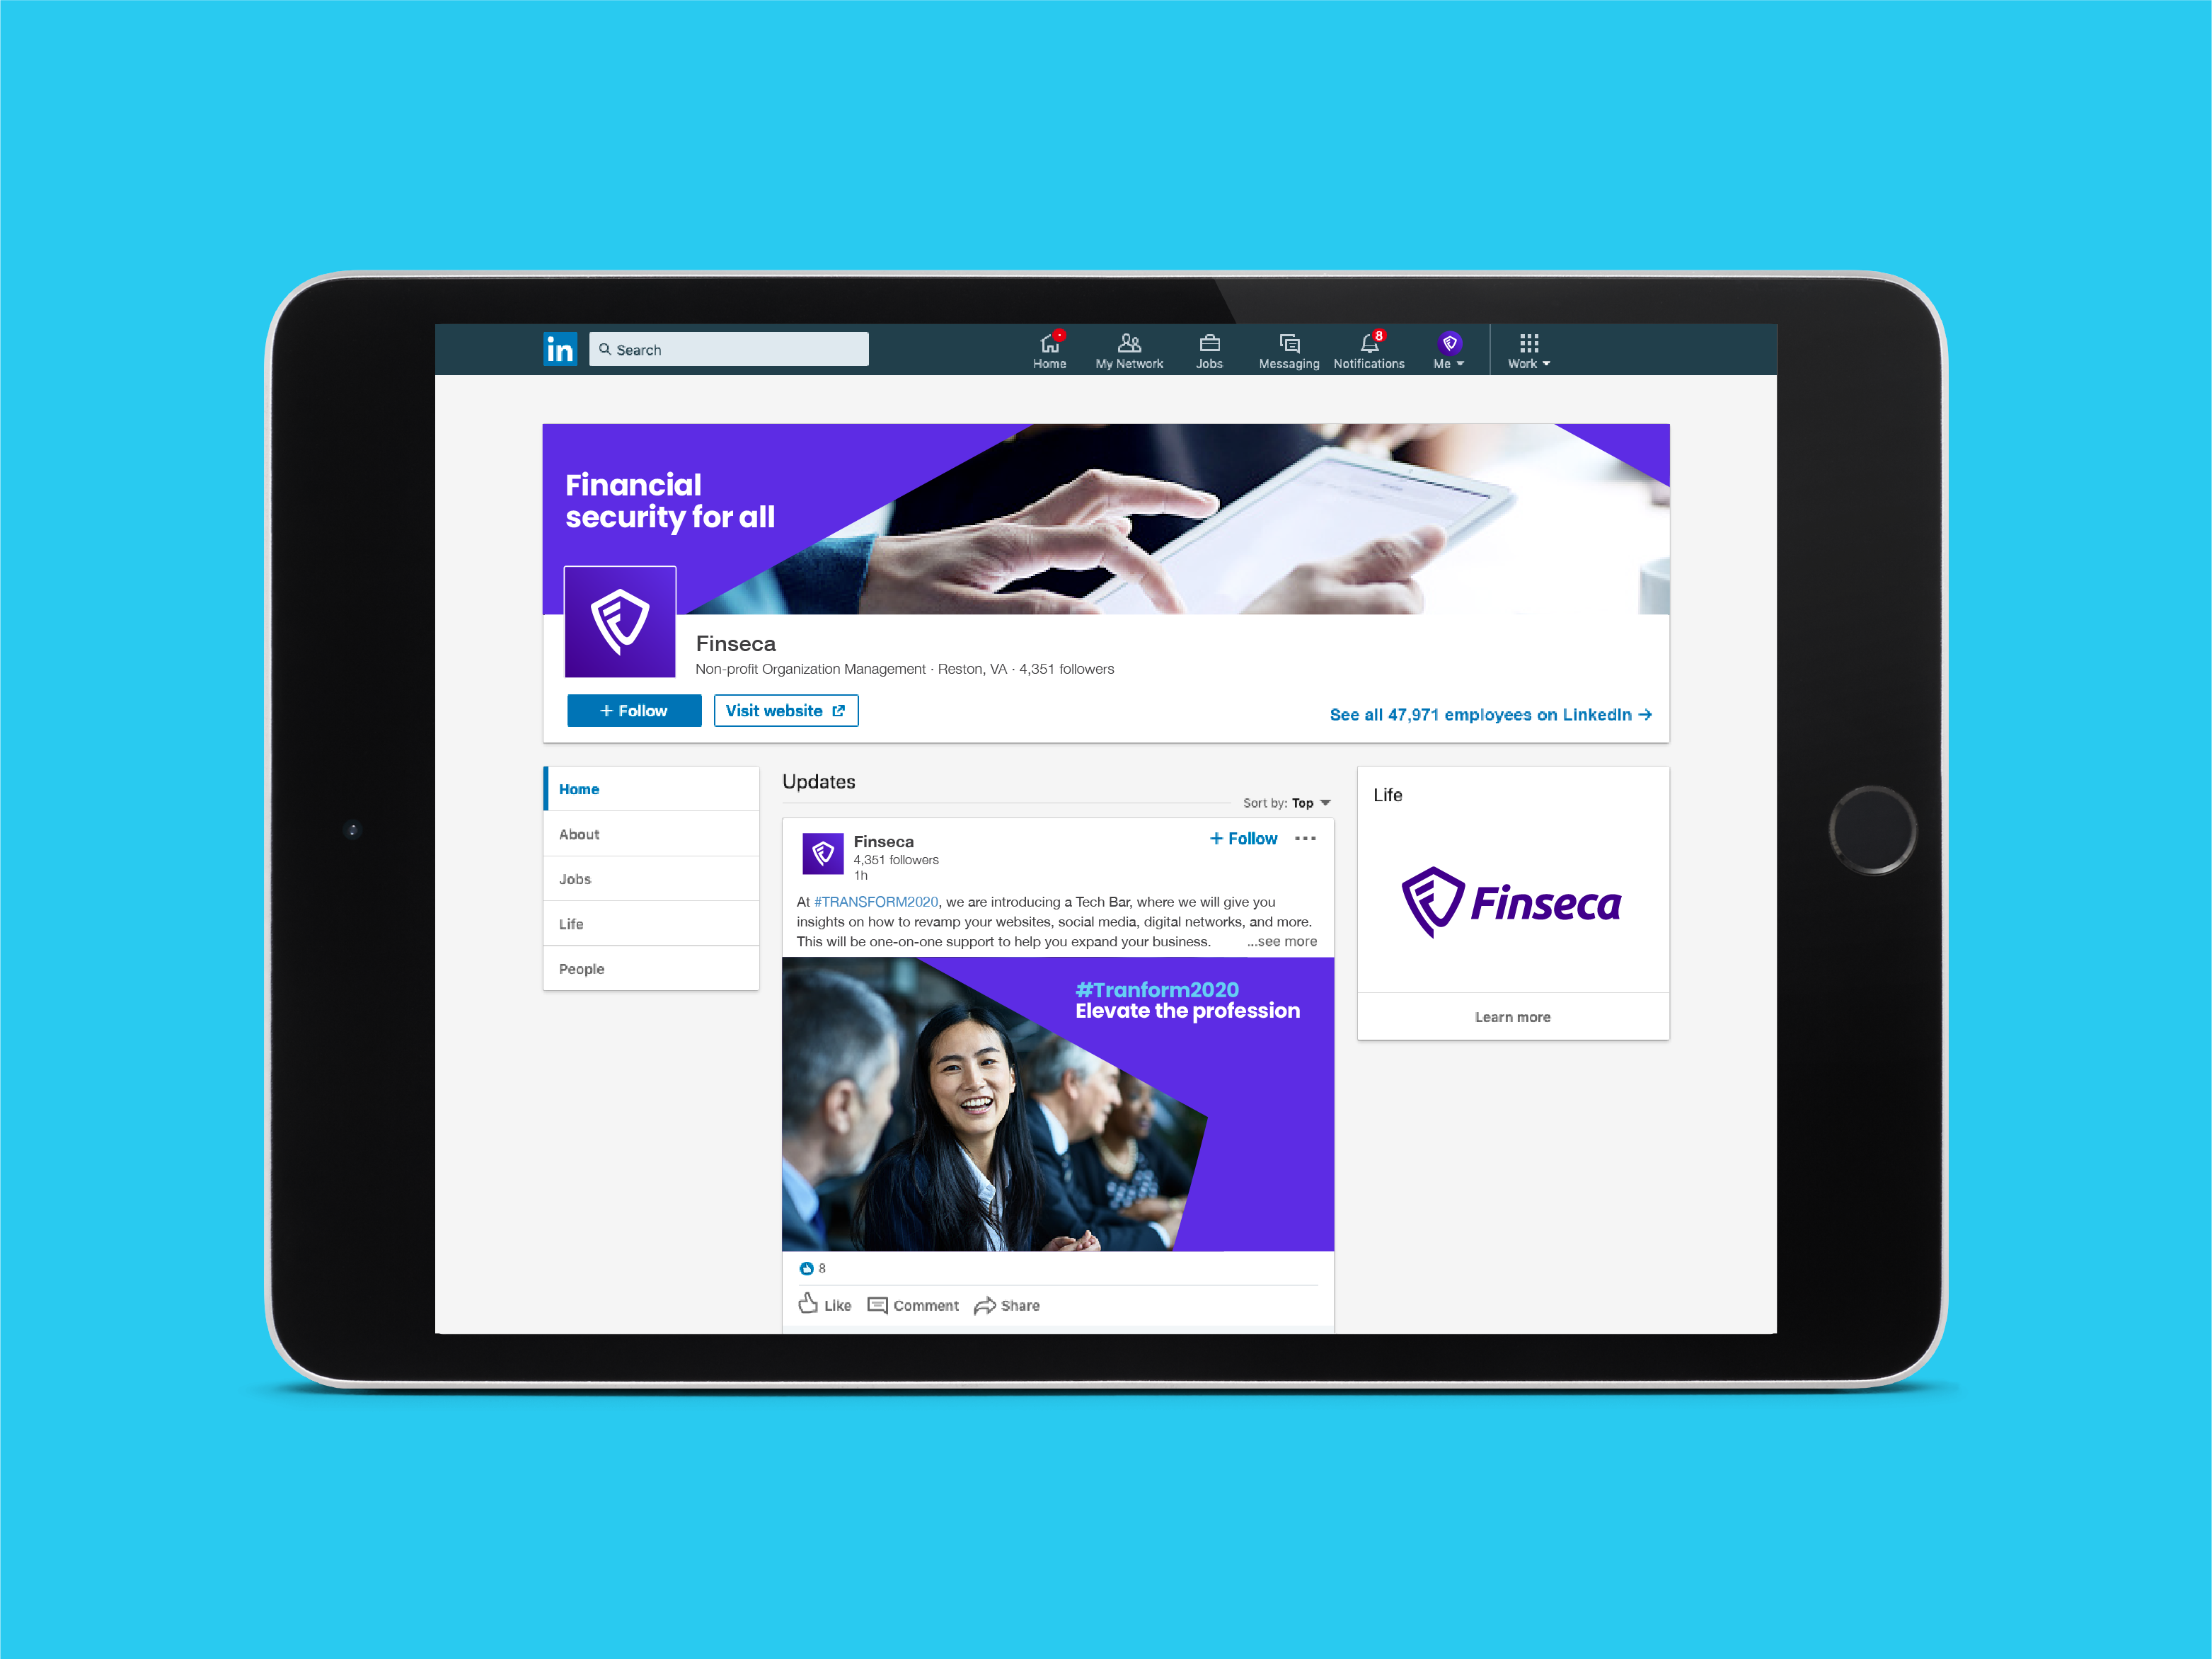 in
Search
Home
My Network
Jobs
Messaging
8
Notifications
Me
Work
Financial
security for all
Finseca
Non-profit Organization Management · Reston, VA · 4,351 followers
+ Follow
Visit website
See all 47,971 employees on LinkedIn →
Home
About
Jobs
Life
People
Updates
Sort by: Top
Finseca
4,351 followers
1h
+ Follow
At #TRANSFORM2020, we are introducing a Tech Bar, where we will give you
insights on how to revamp your websites, social media, digital networks, and more.
This will be one-on-one support to help you expand your business. ...see more
#Tranform2020
Elevate the profession
8
Like
Comment
Share
Life
Finseca
Learn more